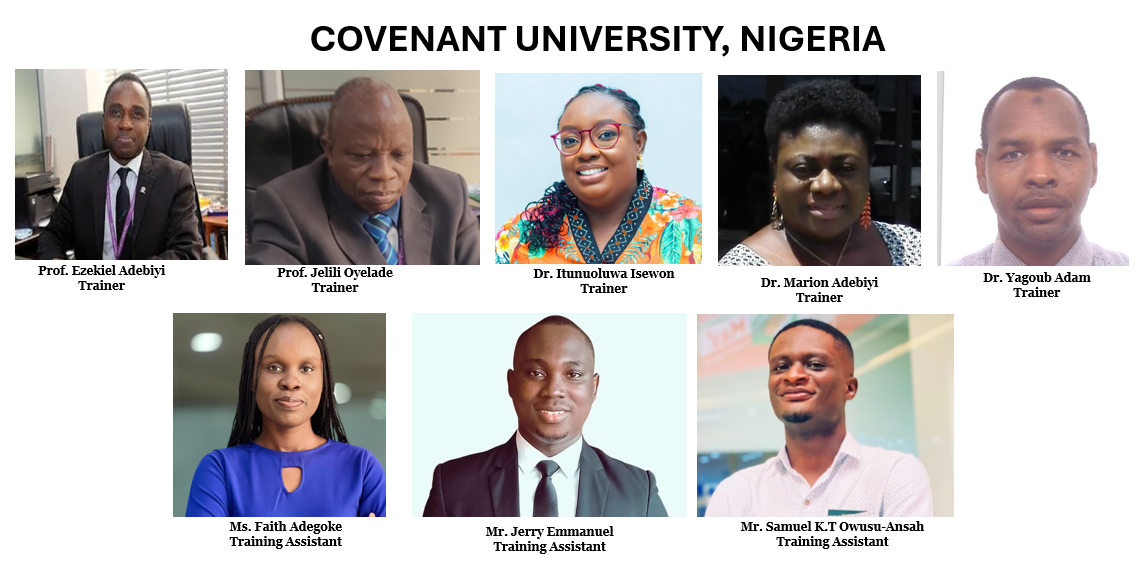 COVENANT UNIVERSITY, NIGERIA
Prof. Ezekiel Adebiyi
Trainer
Prof. Jelili Oyelade
Trainer
Dr. Itunuoluwa Isewon
Trainer
Dr. Marion Adebiyi
Trainer
Dr. Yagoub Adam
Trainer
Ms. Faith Adegoke
Training Assistant
Mr. Jerry Emmanuel
Training Assistant
Mr. Samuel K.T Owusu-Ansah
Training Assistant